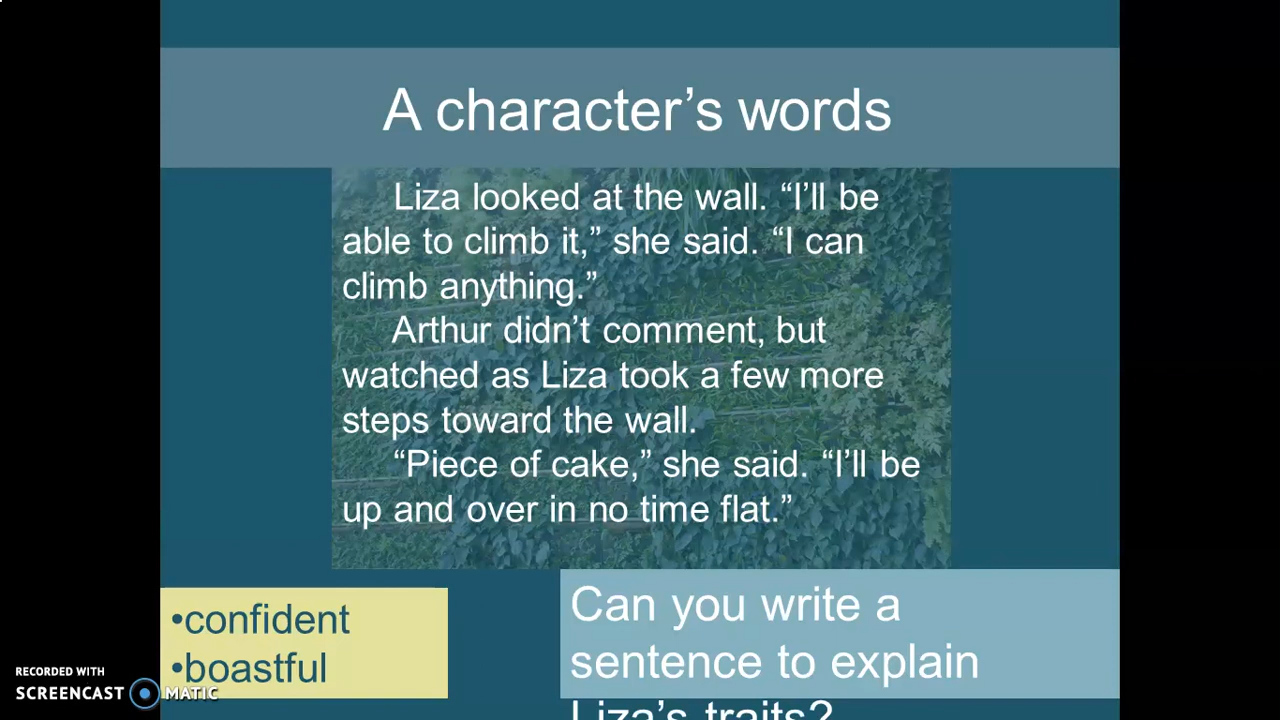 A character’s words
Liza looked at the wall. “I’ll be
able to climb it,” she said. “I can
climb anything.”
Arthur didn’t comment, but
watched as Liza took a few more
steps toward the wall.
“Piece of cake,” she said. “I’ll be
up and over in no time flat.”
•confident
•boastful
Can you write a
sentence to explain
Liza’s traits?
RECORDED WITH
SCREENCAST MATIC